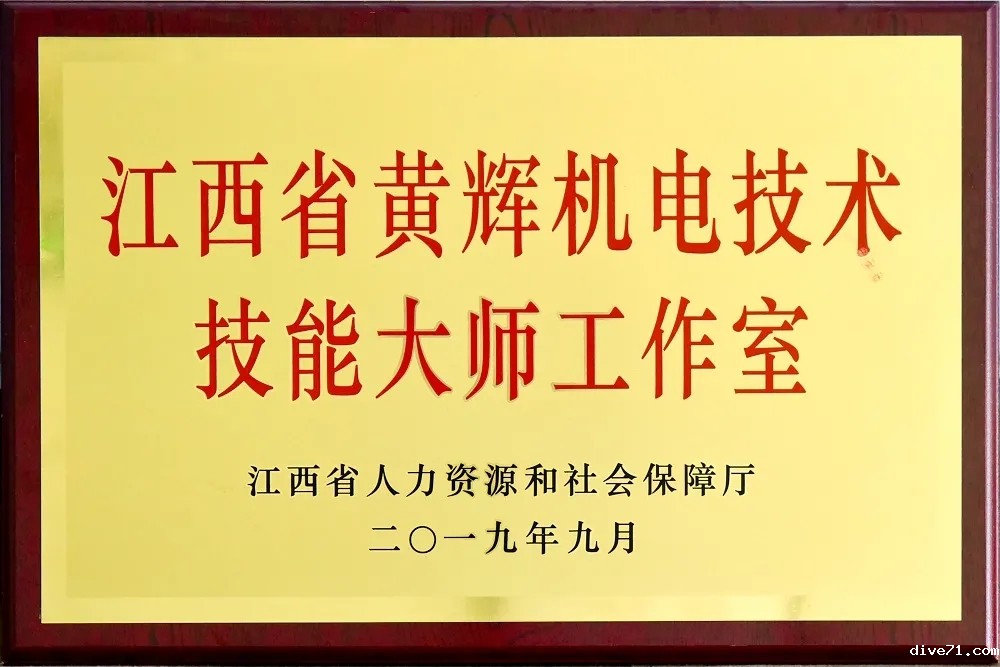 江西省黄辉机电技术
技能大师工作室
江西省人力资源和社会保障厅
二〇一九年九月
dive71.com